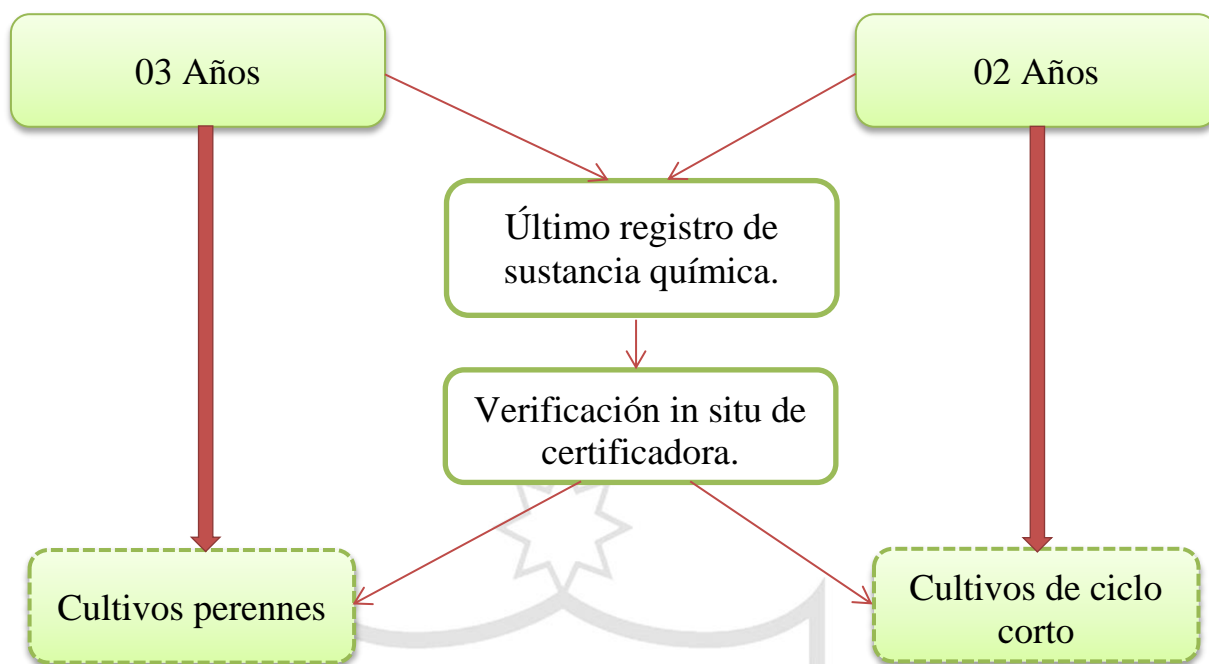 03 Años
02 Años
Último registro de
sustancia química.
Verificación in situ de
certificadora.
Cultivos perennes
Cultivos de ciclo
corto